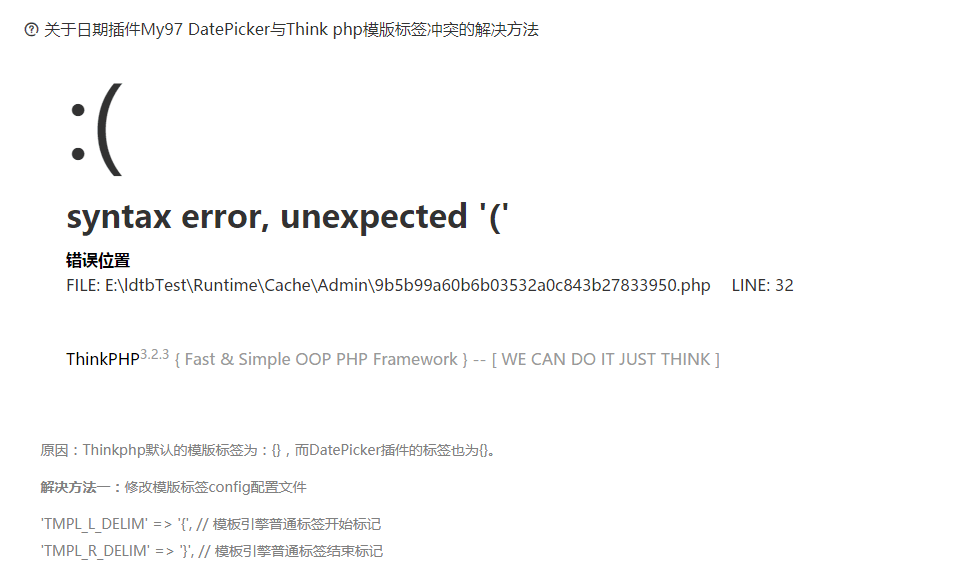 关于日期插件My97 DatePicker与Think php模版标签冲突的解决方法
:(
syntax error, unexpected '('
错误位置
FILE: E:\ldtbTest\Runtime\Cache\Admin\9b5b99a60b6b03532a0c843b27833950.php LINE: 32
ThinkPHP3.2.3 { Fast & Simple OOP PHP Framework } -- [ WE CAN DO IT JUST THINK ]
原因：Thinkphp默认的模版标签为：{}，而DatePicker插件的标签也为{}。
解决方法一：修改模版标签config配置文件
'TMPL_L_DELIM' => '{', // 模板引擎普通标签开始标记
'TMPL_R_DELIM' => '}', // 模板引擎普通标签结束标记